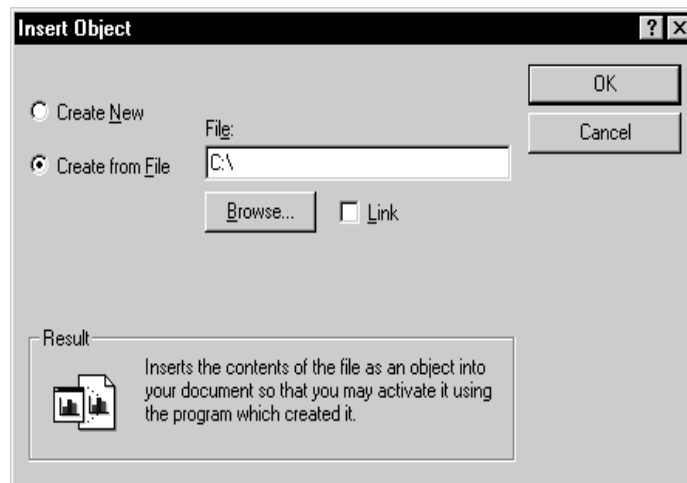 Insert Object
OK
Create New
File:
Cancel
Create from File
C:\
Browse...
Link
Result
Inserts the contents of the file as an object into
your document so that you may activate it using
the program which created it.